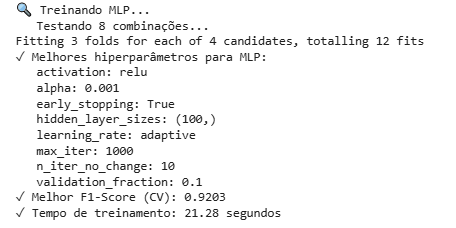 🔍 Treinando MLP...
Testando 8 combinações...
Fitting 3 folds for each of 4 candidates, totalling 12 fits
✓ Melhores hiperparâmetros para MLP:
activation: relu
alpha: 0.001
early_stopping: True
hidden_layer_sizes: (100,)
learning_rate: adaptive
max_iter: 1000
n_iter_no_change: 10
validation_fraction: 0.1
✓ Melhor F1-Score (CV): 0.9203
✓ Tempo de treinamento: 21.28 segundos